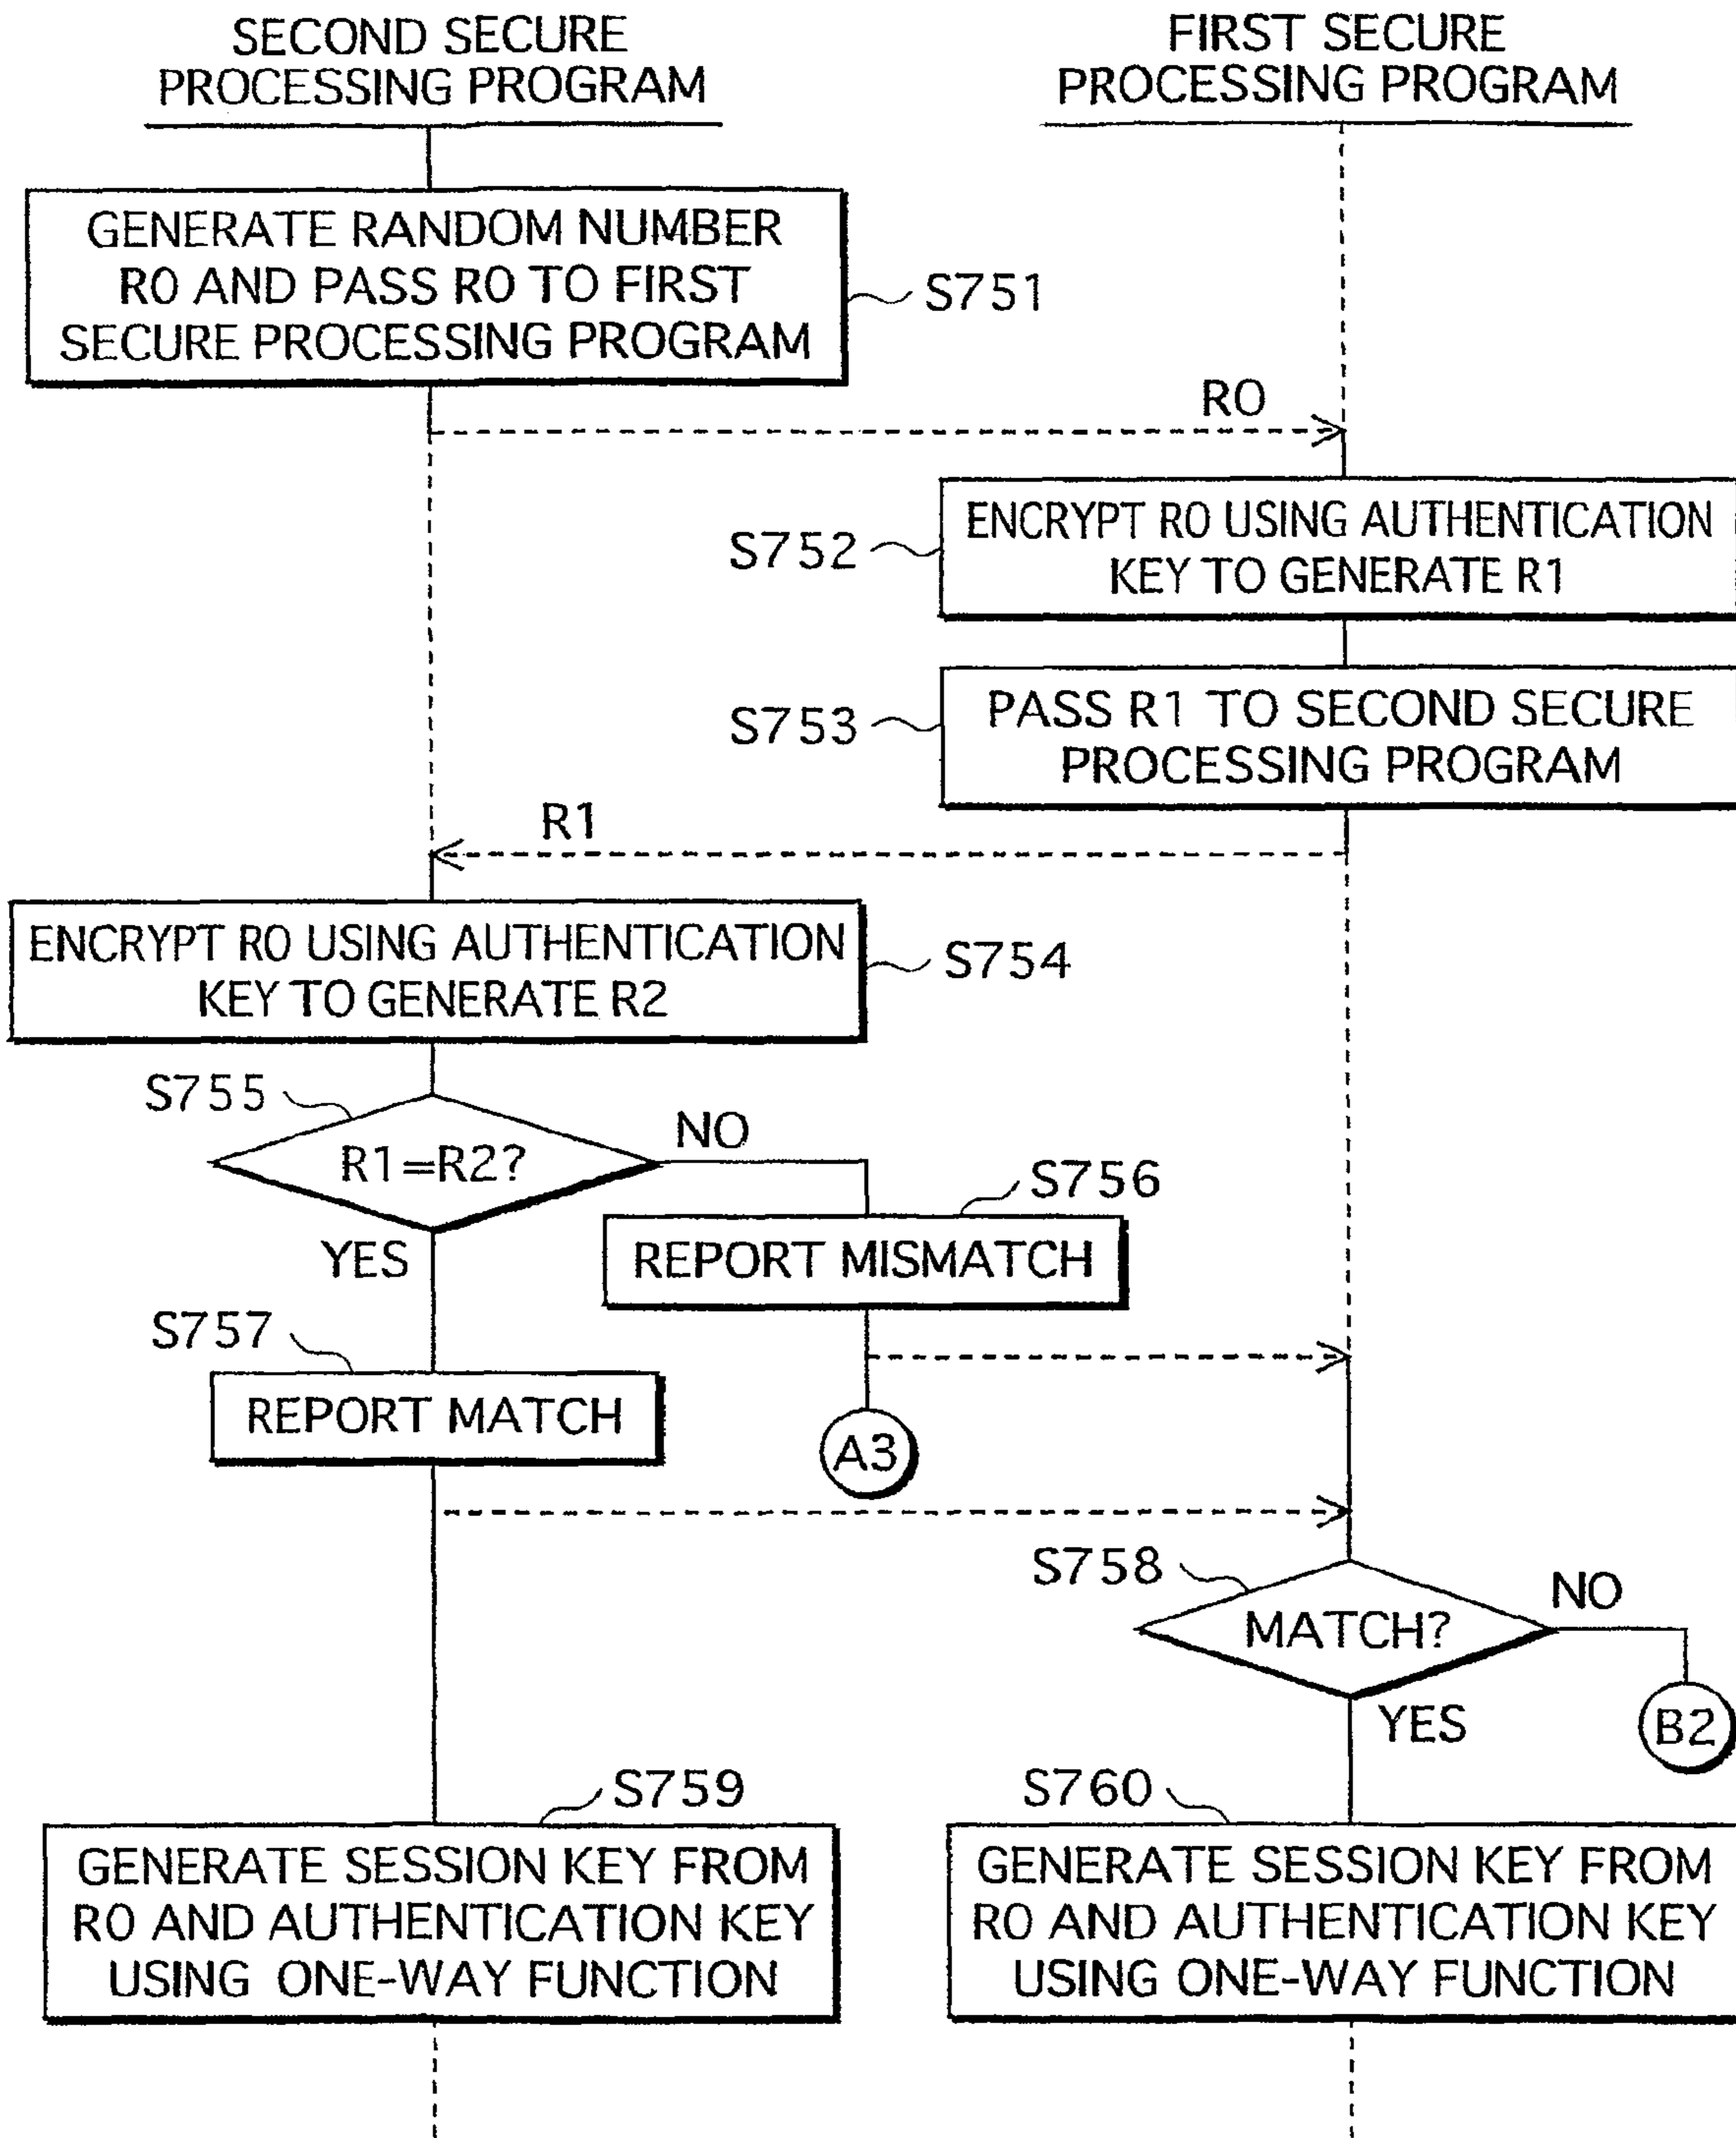 SECOND SECURE
PROCESSING PROGRAM
FIRST SECURE
PROCESSING PROGRAM
GENERATE RANDOM NUMBER
R0 AND PASS R0 TO FIRST
SECURE PROCESSING PROGRAM
S751
R0
S752
ENCRYPT R0 USING AUTHENTICATION
KEY TO GENERATE R1
S753
PASS R1 TO SECOND SECURE
PROCESSING PROGRAM
R1
ENCRYPT R0 USING AUTHENTICATION
KEY TO GENERATE R2
S754
S755
R1=R2?
NO
YES
S756
REPORT MISMATCH
S757
REPORT MATCH
A3
S758
MATCH?
NO
YES
B2
S759
GENERATE SESSION KEY FROM
R0 AND AUTHENTICATION KEY
USING ONE-WAY FUNCTION
S760
GENERATE SESSION KEY FROM
R0 AND AUTHENTICATION KEY
USING ONE-WAY FUNCTION